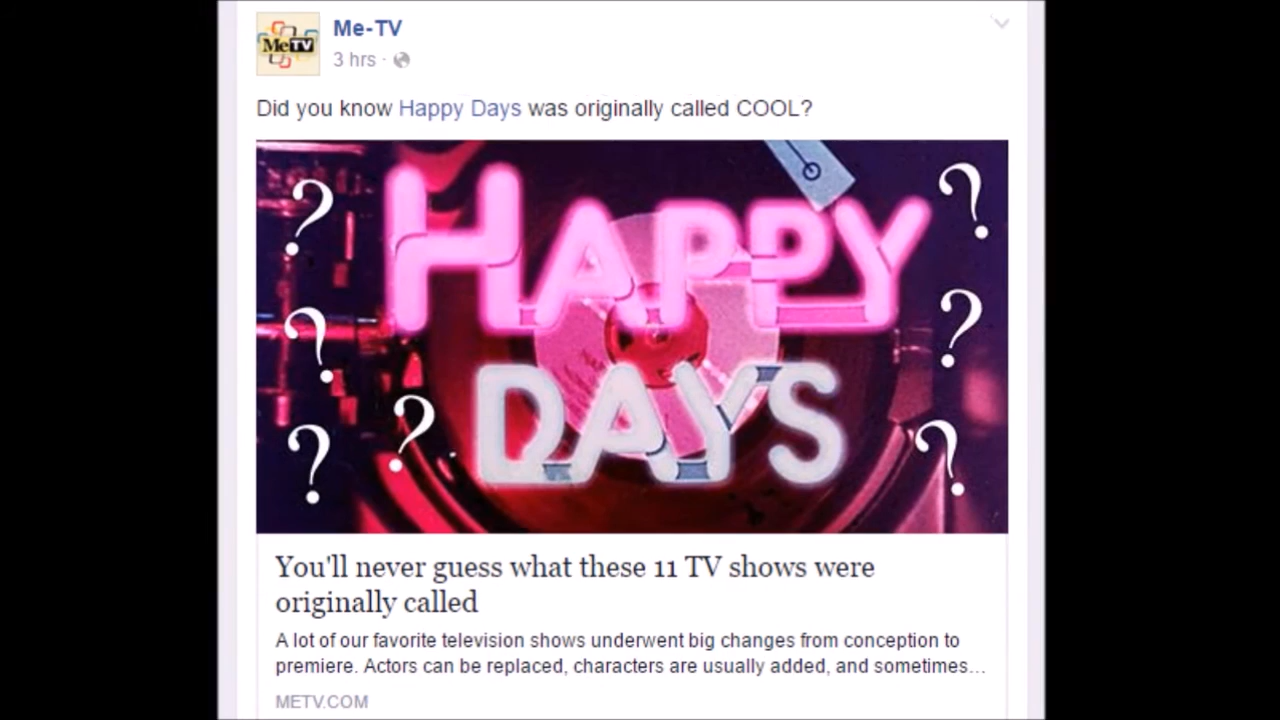 MeTV
Me-TV
3 hrs ·
Did you know Happy Days was originally called COOL?
? ?
HAPPY
? ?
DAYS
? ? ?
You'll never guess what these 11 TV shows were
originally called
A lot of our favorite television shows underwent big changes from conception to
premiere. Actors can be replaced, characters are usually added, and sometimes...
METV.COM